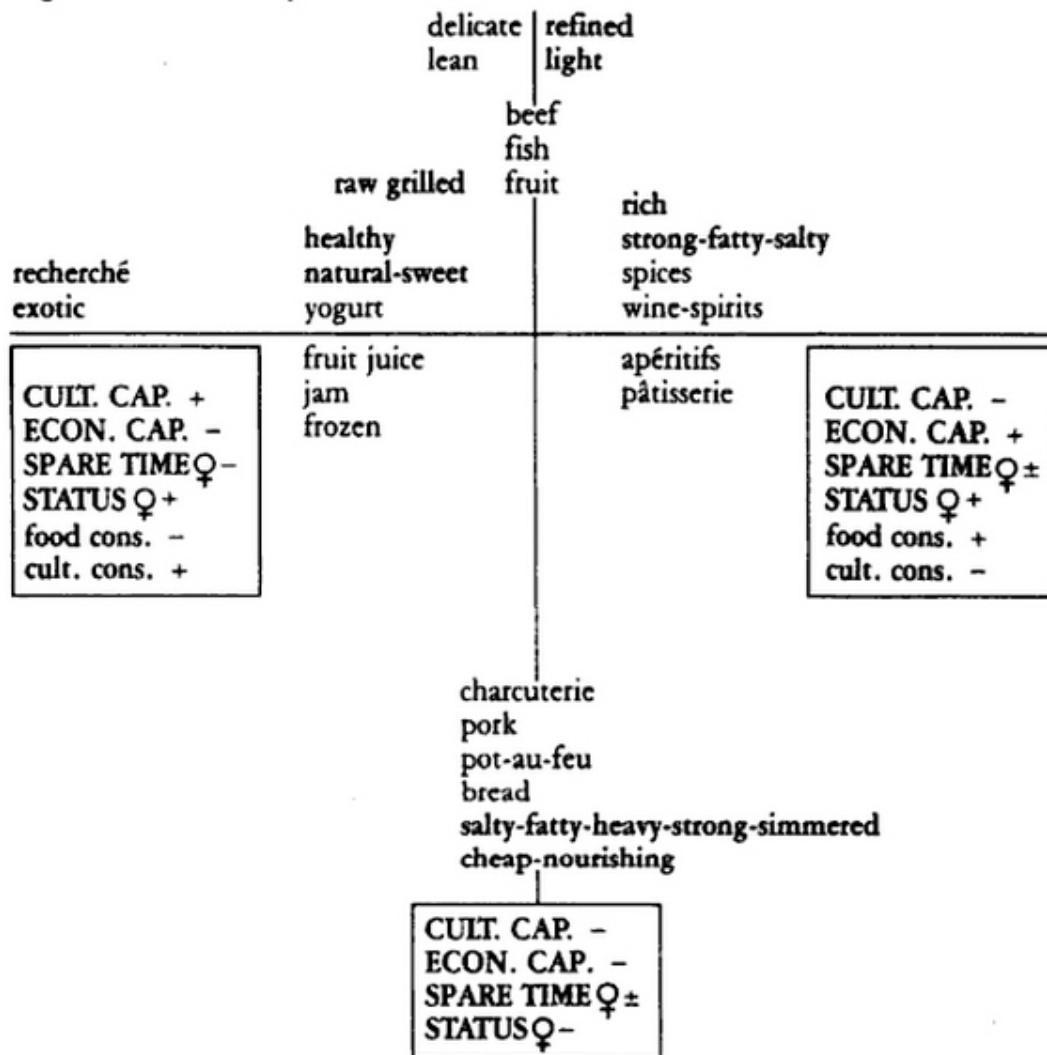 delicate refined
lean light
beef
fish
raw grilled fruit
rich
healthy strong-fatty-salty
recherché natural-sweet spices
exotic yogurt wine-spirits
fruit juice apéritifs
jam pâtisserie
frozen
CULT. CAP. +
ECON. CAP. −
SPARE TIME♀−
STATUS ♀+
food cons. −
cult. cons. +
CULT. CAP. −
ECON. CAP. +
SPARE TIME♀±
STATUS ♀+
food cons. +
cult. cons. −
charcuterie
pork
pot-au-feu
bread
salty-fatty-heavy-strong-simmered
cheap-nourishing
CULT. CAP. −
ECON. CAP. −
SPARE TIME♀±
STATUS♀−